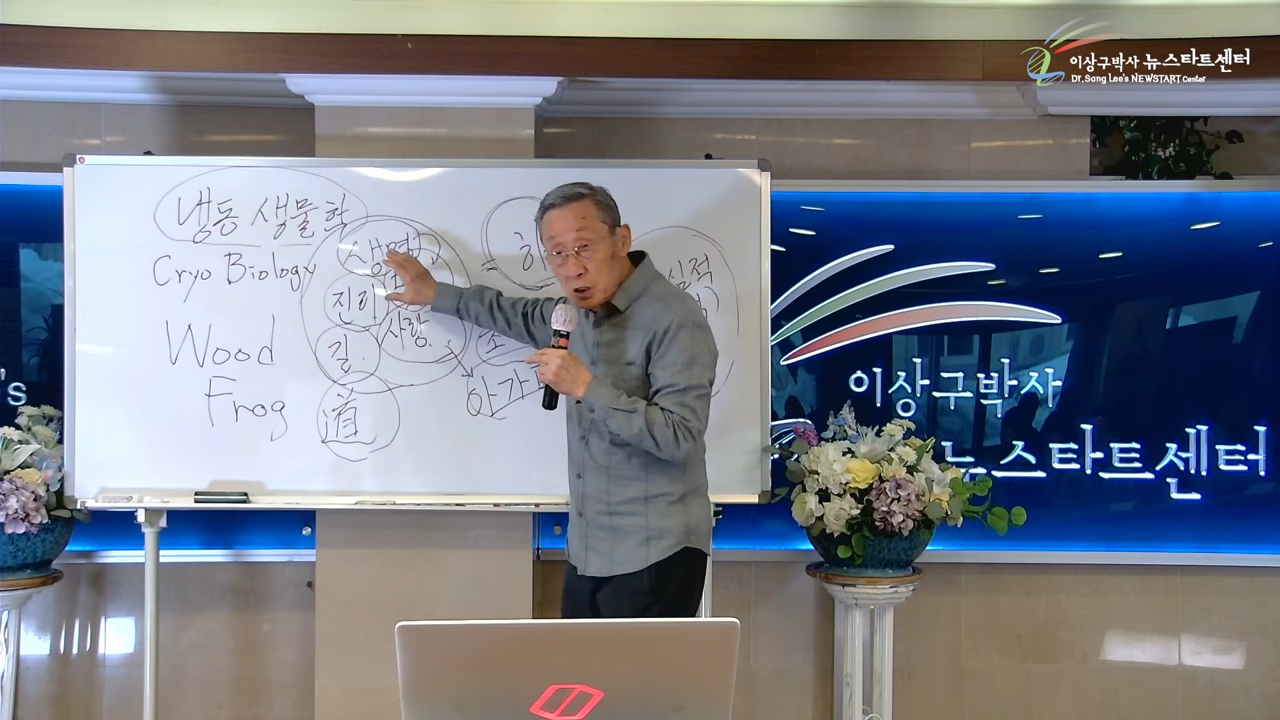 이상구박사 뉴스타트센터
Dr. Sang Lee's NEWSTART Center
냉동 생물학
Cryo Biology
Wood
Frog
생명
진리
사랑
길
道
's
이상구박사
뉴스타트센터